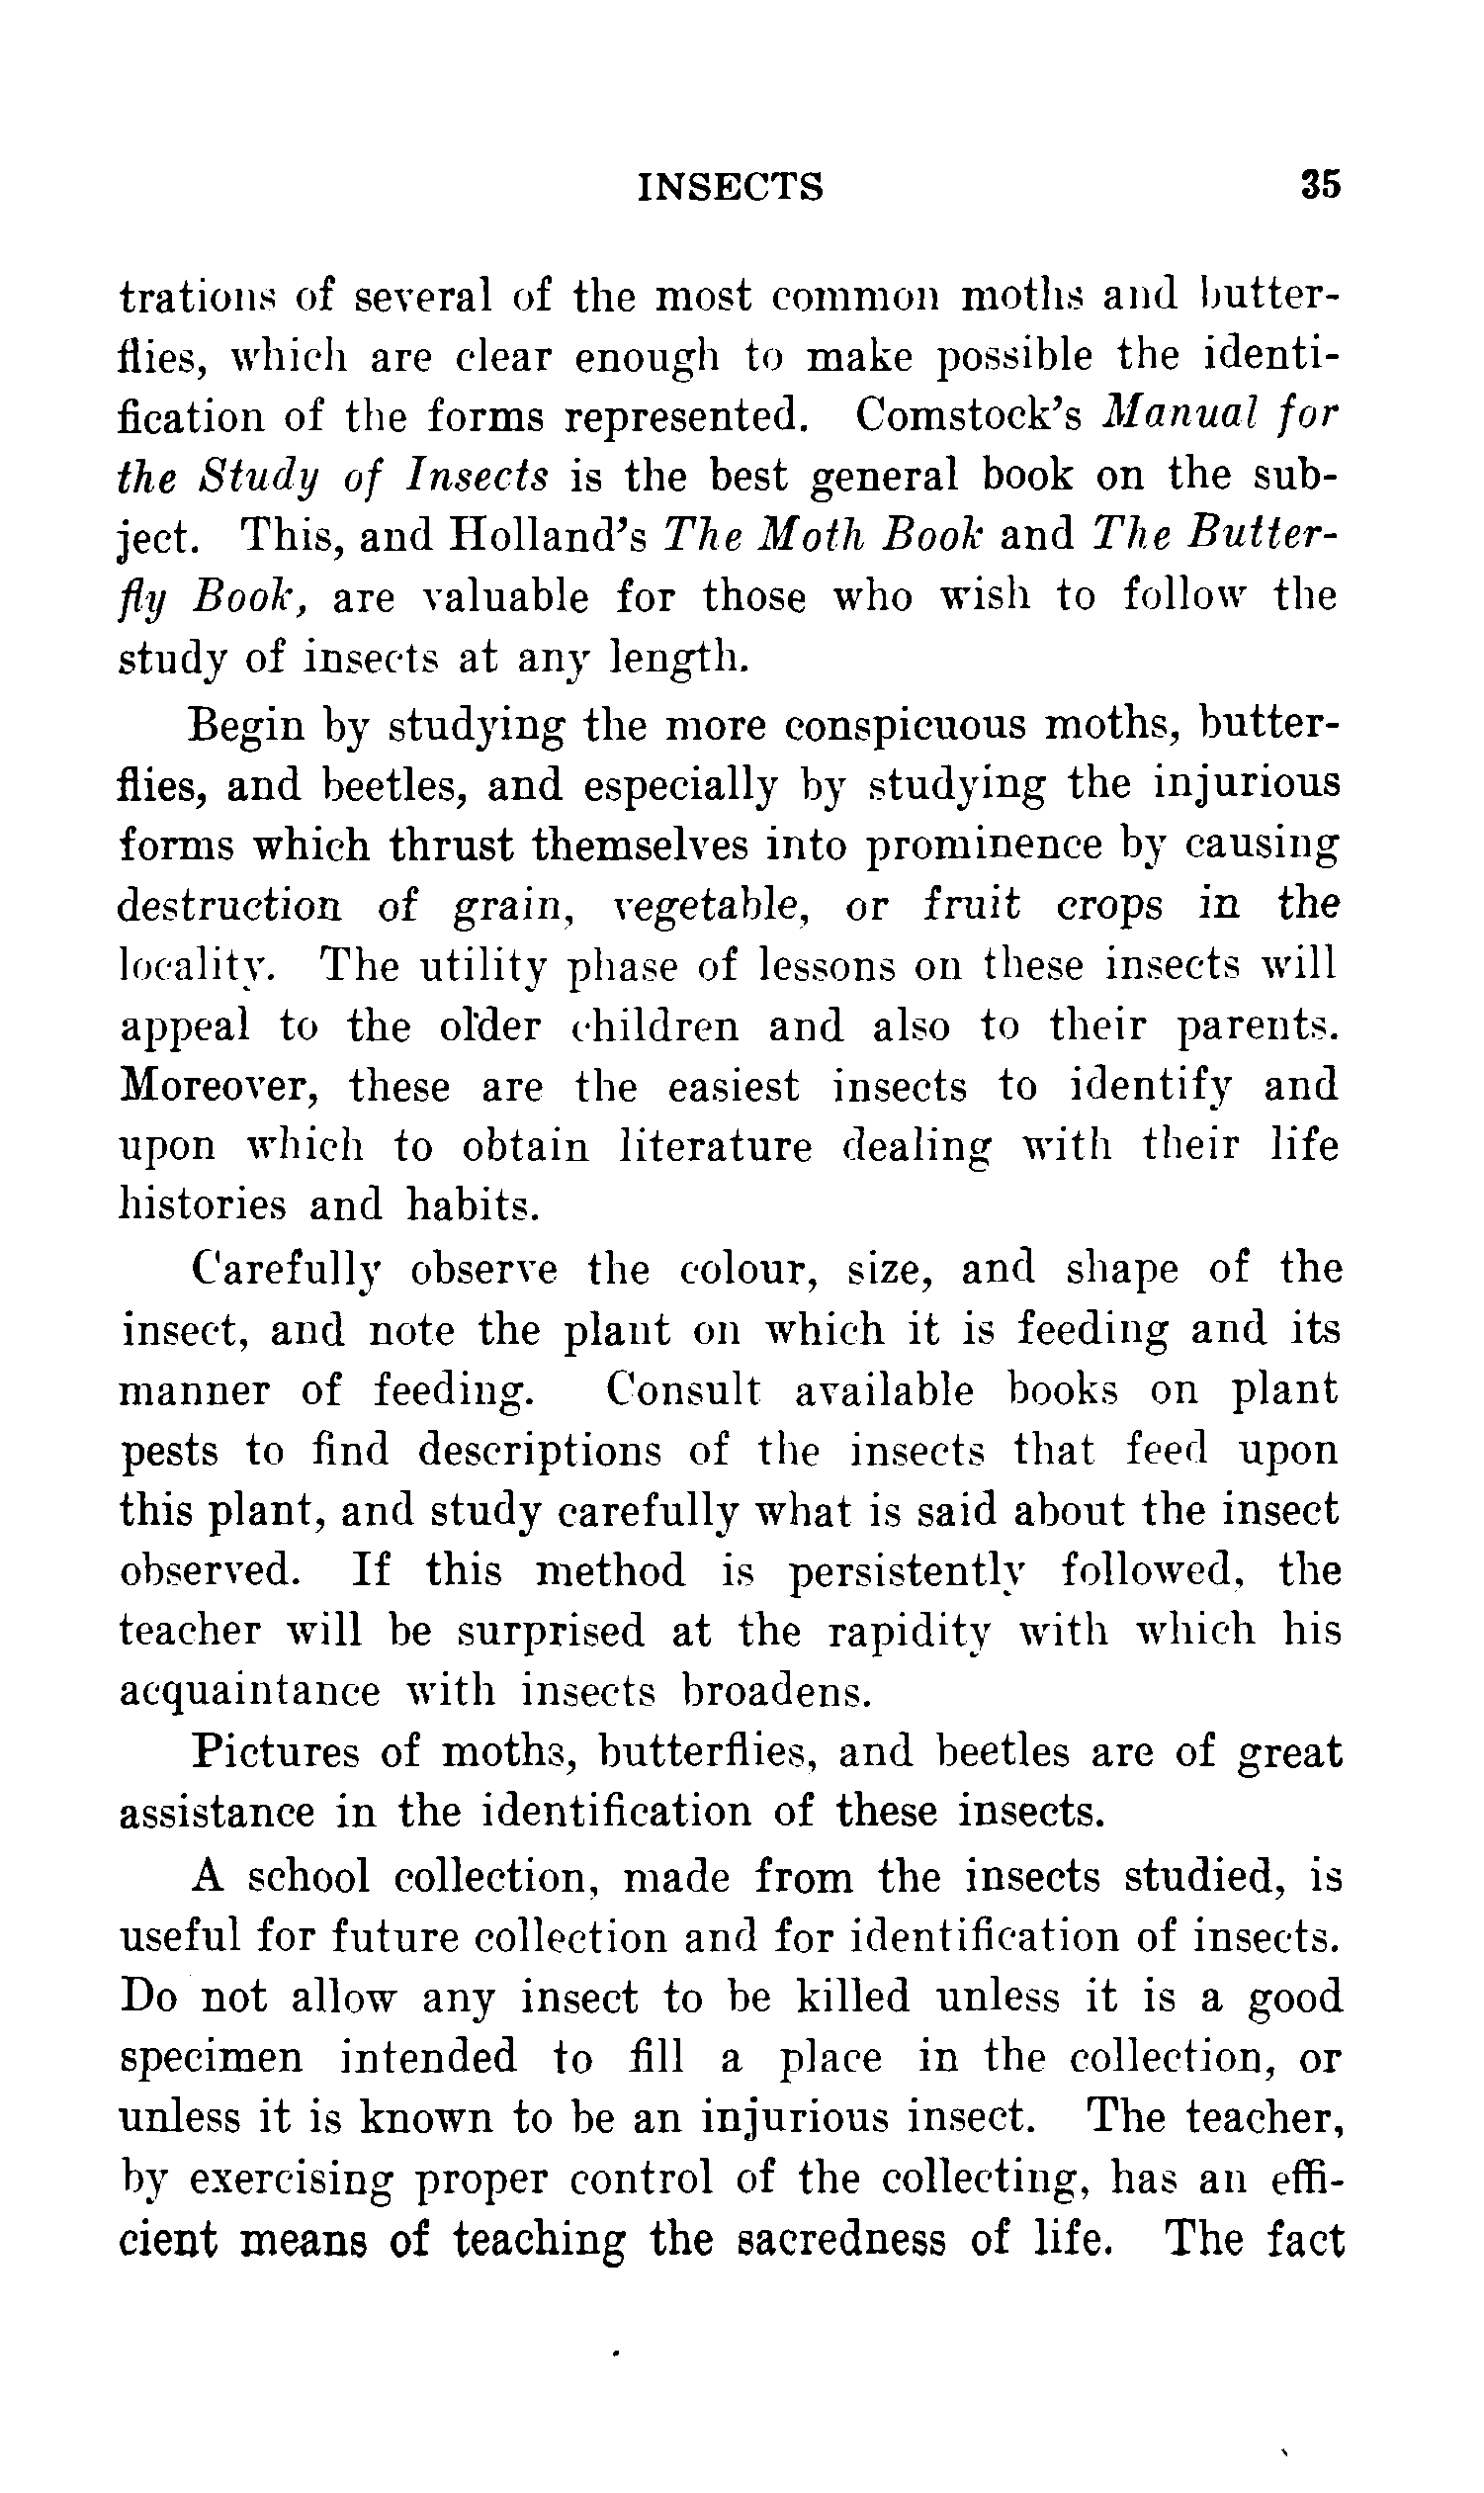 INSECTS 35
trations of several of the most common moths and butter-
flies, which are clear enough to make possible the identi-
fication of the forms represented. Comstock's Manual for
the Study of Insects is the best general book on the sub-
ject. This, and Holland's The Moth Book and The Butter-
fly Book, are valuable for those who wish to follow the
study of insects at any length.
Begin by studying the more conspicuous moths, butter-
flies, and beetles, and especially by studying the injurious
forms which thrust themselves into prominence by causing
destruction of grain, vegetable, or fruit crops in the
locality. The utility phase of lessons on these insects will
appeal to the older children and also to their parents.
Moreover, these are the easiest insects to identify and
upon which to obtain literature dealing with their life
histories and habits.
Carefully observe the colour, size, and shape of the
insect, and note the plant on which it is feeding and its
manner of feeding. Consult available books on plant
pests to find descriptions of the insects that feed upon
this plant, and study carefully what is said about the insect
observed. If this method is persistently followed, the
teacher will be surprised at the rapidity with which his
acquaintance with insects broadens.
Pictures of moths, butterflies, and beetles are of great
assistance in the identification of these insects.
A school collection, made from the insects studied, is
useful for future collection and for identification of insects.
Do not allow any insect to be killed unless it is a good
specimen intended to fill a place in the collection, or
unless it is known to be an injurious insect. The teacher,
by exercising proper control of the collecting, has an effi-
cient means of teaching the sacredness of life. The fact